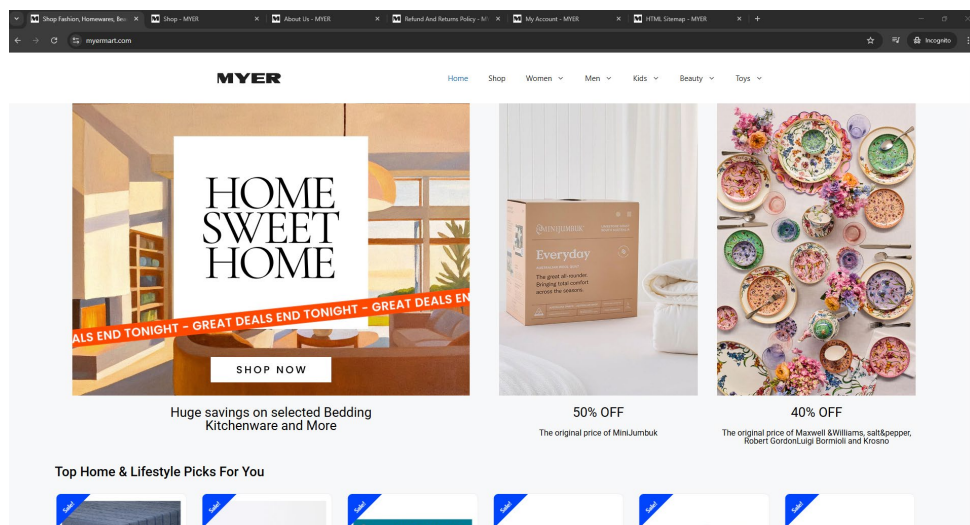 Shop Fashion, Homewares, Be
Shop - MYER
About Us - MYER
Refund And Returns Policy - M
My Account - MYER
HTML Sitemap - MYER
myermart.com
Incognito
MYER
Home
Shop
Women
Men
Kids
Beauty
Toys
HOME
SWEET
HOME
ALS END TONIGHT - GREAT DEALS END TONIGHT - GREAT DEALS EN
SHOP NOW
MINIJUMBUK
Everyday
The great all-rounder.
Bringing total comfort
across the seasons.
Huge savings on selected Bedding
Kitchenware and More
50% OFF
The original price of MiniJumbuk
40% OFF
The original price of Maxwell &Williams, salt&pepper,
Robert GordonLuigi Bormioli and Krosno
Top Home & Lifestyle Picks For You
Sale!
Sale!
Sale!
Sale!
Sale!
Sale!